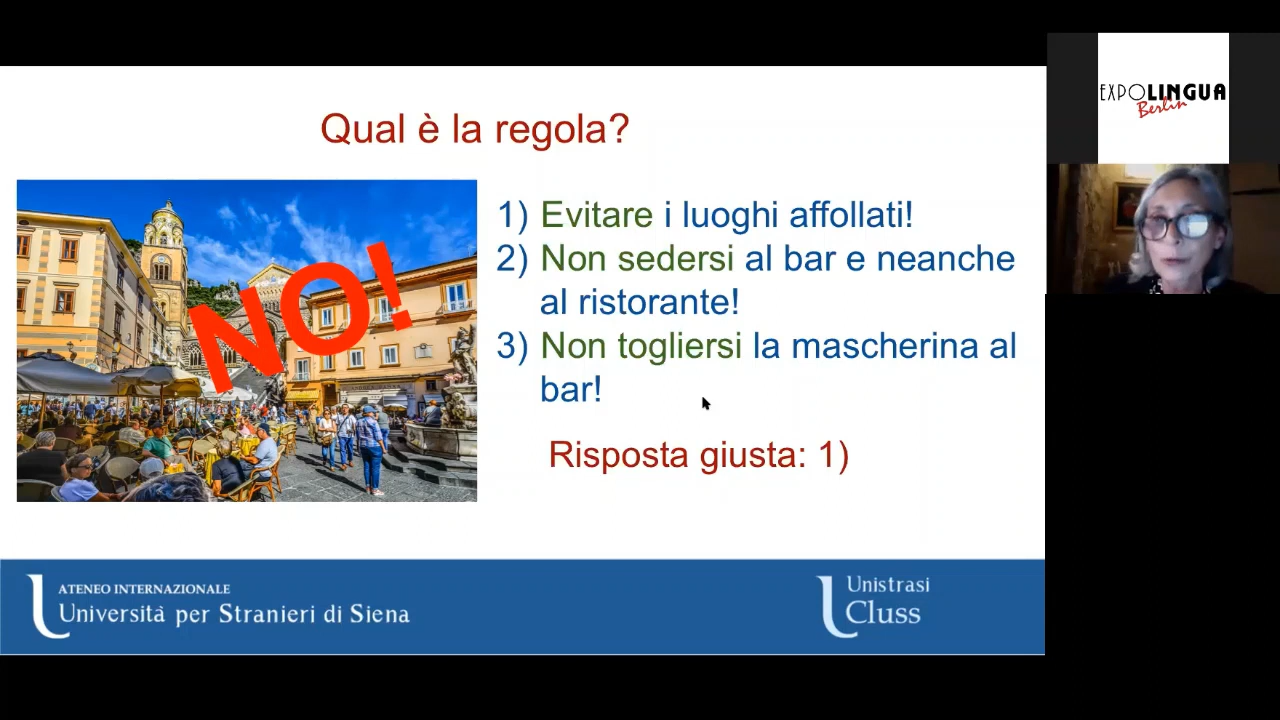 Qual è la regola?
NO!
1) Evitare i luoghi affollati!
2) Non sedersi al bar e neanche
al ristorante!
3) Non togliersi la mascherina al
bar!
Risposta giusta: 1)
ATENEO INTERNAZIONALE
Università per Stranieri di Siena
Unistrasi
Cluss
EXPOLINGUA
Berlin